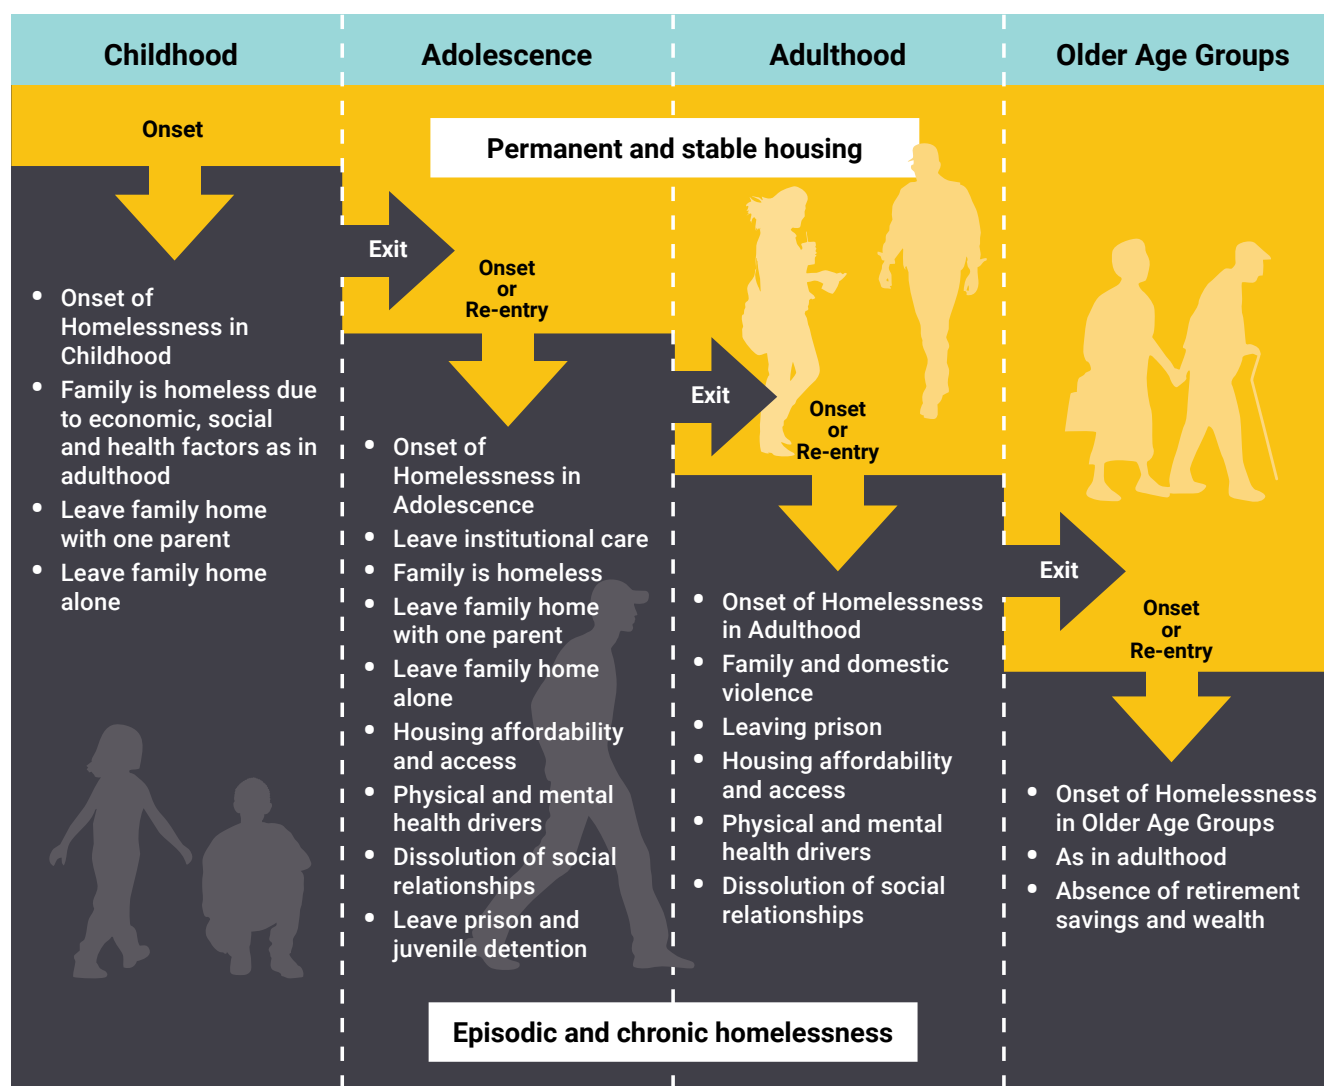 Childhood
Adolescence
Adulthood
Older Age Groups
Permanent and stable housing
Onset
• Onset of
Homelessness in
Childhood
• Family is homeless due
to economic, social
and health factors as in
adulthood
• Leave family home
with one parent
• Leave family home
alone
Exit
Onset
or
Re-entry
• Onset of
Homelessness in
Adolescence
• Leave institutional care
• Family is homeless
• Leave family home
with one parent
• Leave family home
alone
• Housing affordability
and access
• Physical and mental
health drivers
• Dissolution of social
relationships
• Leave prison and
juvenile detention
Exit
Onset
or
Re-entry
• Onset of Homelessness
in Adulthood
• Family and domestic
violence
• Leaving prison
• Housing affordability
and access
• Physical and mental
health drivers
• Dissolution of social
relationships
Exit
Onset
or
Re-entry
• Onset of Homelessness
in Older Age Groups
• As in adulthood
• Absence of retirement
savings and wealth
Episodic and chronic homelessness